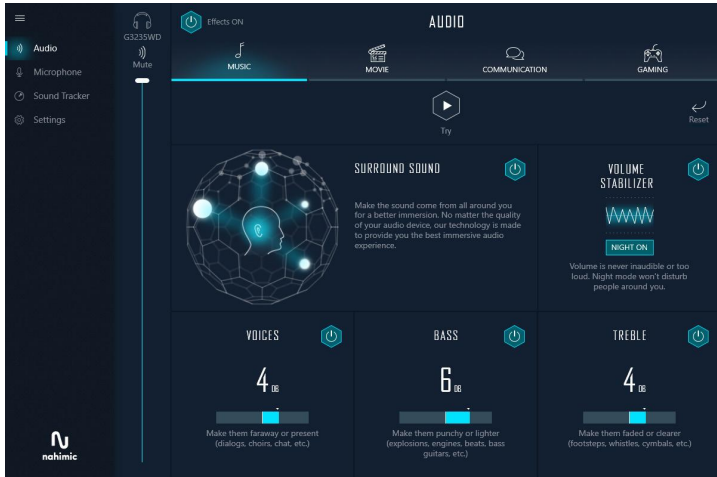 Audio
Microphone
Sound Tracker
Settings
nahimic
G3235WD
Mute
Effects ON
AUDIO
MUSIC
MOVIE
COMMUNICATION
GAMING
Try
Reset
SURROUND SOUND
Make the sound come from all around you
for a better immersion. No matter the quality
of your audio device, our technology is made
to provide you the best immersive audio
experience.
VOLUME
STABILIZER
NIGHT ON
Volume is never inaudible or too
loud. Night mode won't disturb
people around you.
VOICES
4 DB
Make them faraway or present
(dialogs, choirs, chat, etc.)
BASS
6 DB
Make them punchy or lighter
(explosions, engines, beats, bass
guitars, etc.)
TREBLE
4 DB
Make them faded or clearer
(footsteps, whistles, cymbals, etc.)